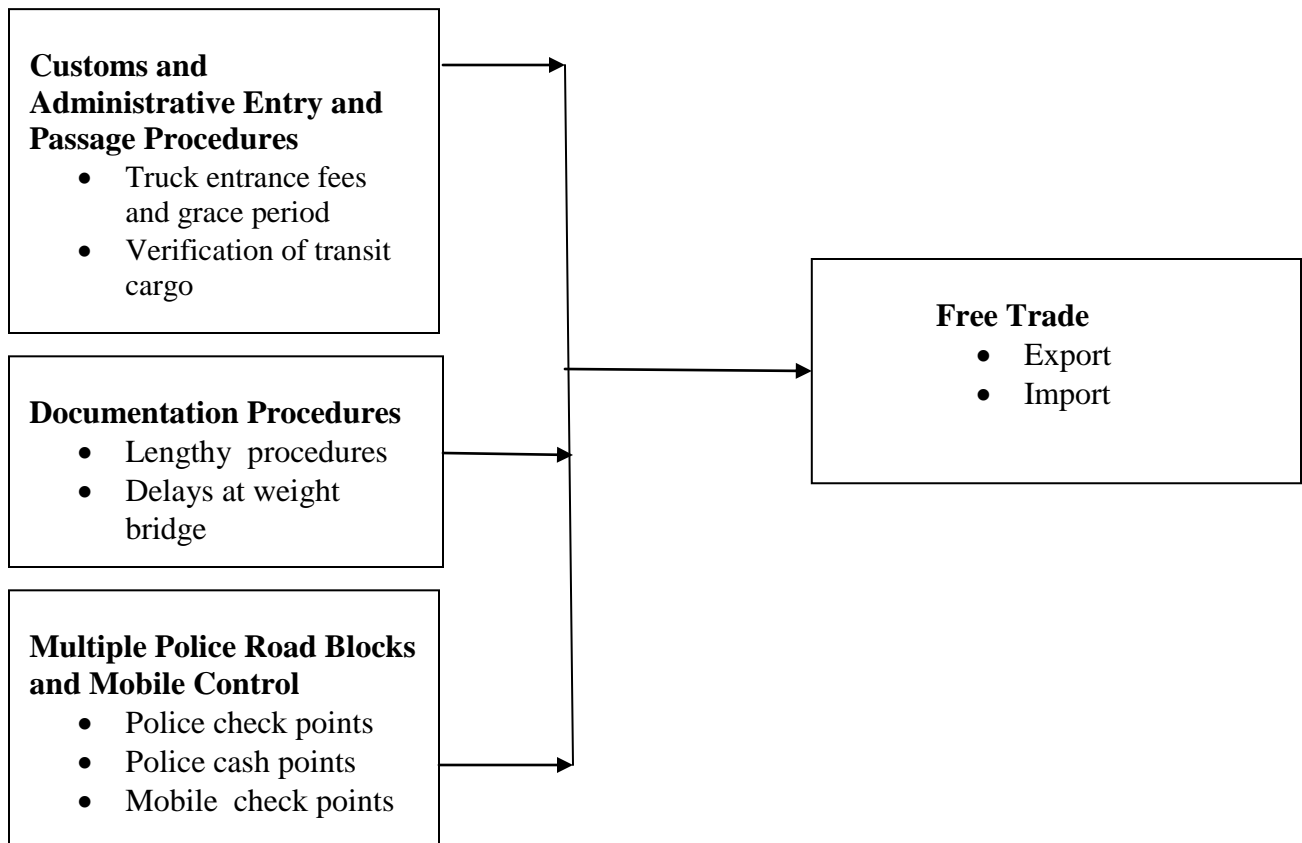 Customs and
Administrative Entry and
Passage Procedures
• Truck entrance fees
and grace period
• Verification of transit
cargo
Documentation Procedures
• Lengthy procedures
• Delays at weight
bridge
Multiple Police Road Blocks
and Mobile Control
• Police check points
• Police cash points
• Mobile check points
Free Trade
• Export
• Import